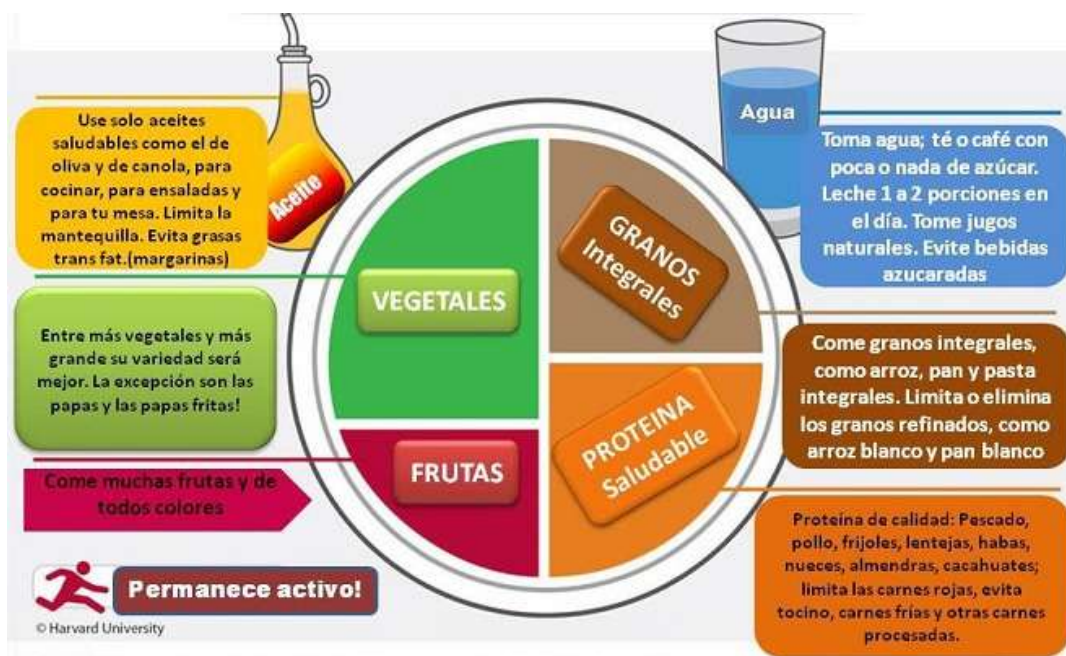 Use solo aceites
saludables como el de
oliva y de canola, para
cocinar, para ensaladas y
para tu mesa. Limita la
mantequilla. Evita grasas
trans fat.(margarinas)
Aceite
Agua
Toma agua; té o café con
poca o nada de azúcar.
Leche 1 a 2 porciones en
el día. Tome jugos
naturales. Evite bebidas
azucaradas
VEGETALES
GRANOS
Integrales
Entre más vegetales y más
grande su variedad será
mejor. La excepción son las
papas y las papas fritas!
Come granos integrales,
como arroz, pan y pasta
integrales. Limita o elimina
los granos refinados, como
arroz blanco y pan blanco
FRUTAS
PROTEINA
Saludable
Come muchas frutas y de
todos colores
Proteína de calidad: Pescado,
pollo, frijoles, lentejas, habas,
nueces, almendras, cacahuates;
limita las carnes rojas, evita
tocino, carnes frías y otras carnes
procesadas.
Permanece activo!
© Harvard University